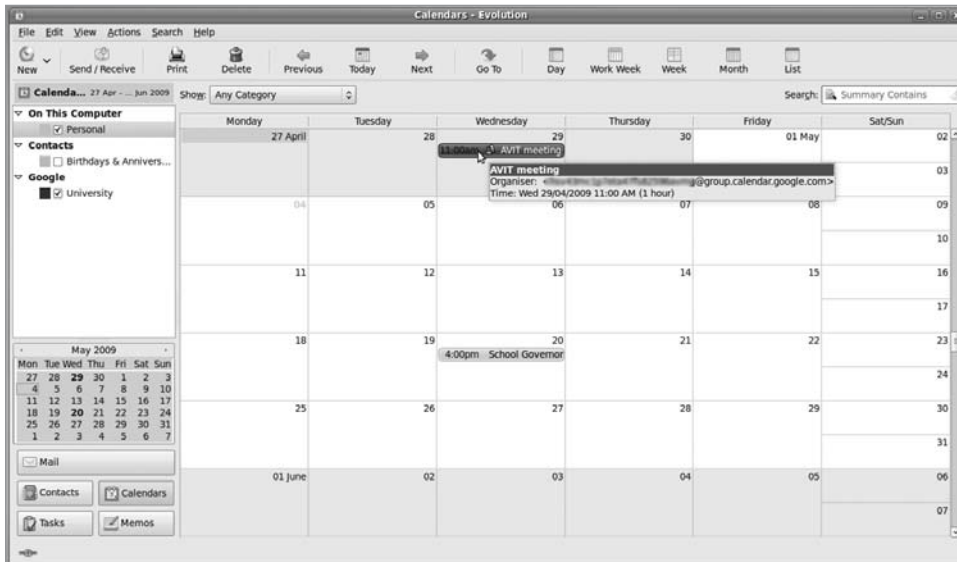 Calendars - Evolution
File Edit View Actions Search Help
New Send / Receive Print Delete Previous Today Next Go To Day Work Week Week Month List
Calenda... 27 Apr - ... Jun 2009 Show: Any Category Search: Summary Contains
On This Computer
Personal
Contacts
Birthdays & Annivers...
Google
University
Monday Tuesday Wednesday Thursday Friday Sat/Sun
27 April 28 29 30 01 May 02
11:00am AVIT meeting
AVIT meeting
Organiser: @group.calendar.google.com>
Time: Wed 29/04/2009 11:00 AM (1 hour)
03
04 05 06 07 08 09
10
11 12 13 14 15 16
17
18 19 20 21 22 23
4:00pm School Governor
24
25 26 27 28 29 30
31
01 June 02 03 04 05 06
07
May 2009
Mon Tue Wed Thu Fri Sat Sun
27 28 29 30 1 2 3
4 5 6 7 8 9 10
11 12 13 14 15 16 17
18 19 20 21 22 23 24
25 26 27 28 29 30 31
1 2 3 4 5 6 7
Mail
Contacts Calendars
Tasks Memos